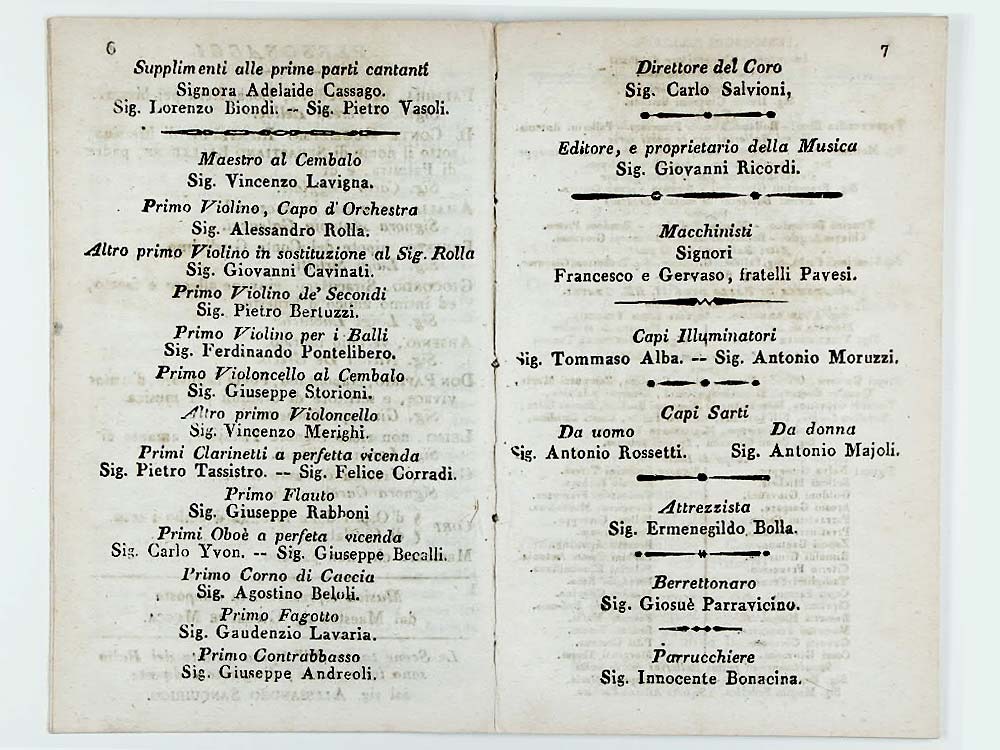 6
Supplimenti alle prime parti cantanti
Signora Adelaide Cassago.
Sig. Lorenzo Biondi. -- Sig. Pietro Vasoli.
Maestro al Cembalo
Sig. Vincenzo Lavigna.
Primo Violino, Capo d'Orchestra
Sig. Alessandro Rolla.
Altro primo Violino in sostituzione al Sig. Rolla
Sig. Giovanni Cavinati.
Primo Violino de' Secondi
Sig. Pietro Bertuzzi.
Primo Violino per i Balli
Sig. Ferdinando Pontelibero.
Primo Violoncello al Cembalo
Sig. Giuseppe Storioni.
Altro primo Violoncello
Sig. Vincenzo Merighi.
Primi Clarinetti a perfetta vicenda
Sig. Pietro Tassistro. -- Sig. Felice Corradi.
Primo Flauto
Sig. Giuseppe Rabboni
Primi Oboè a perfeta vicenda
Sig. Carlo Yvon. -- Sig. Giuseppe Becalli.
Primo Corno di Caccia
Sig. Agostino Beloli.
Primo Fagotto
Sig. Gaudenzio Lavaria.
Primo Contrabbasso
Sig. Giuseppe Andreoli.
7
Direttore del Coro
Sig. Carlo Salvioni,
Editore, e proprietario della Musica
Sig. Giovanni Ricordi.
Macchinisti
Signori
Francesco e Gervaso, fratelli Pavesi.
Capi Illuminatori
Sig. Tommaso Alba. -- Sig. Antonio Moruzzi.
Capi Sarti
Da uomo Da donna
Sig. Antonio Rossetti. Sig. Antonio Majoli.
Attrezzista
Sig. Ermenegildo Bolla.
Berrettonaro
Sig. Giosuè Parravicino.
Parrucchiere
Sig. Innocente Bonacina.